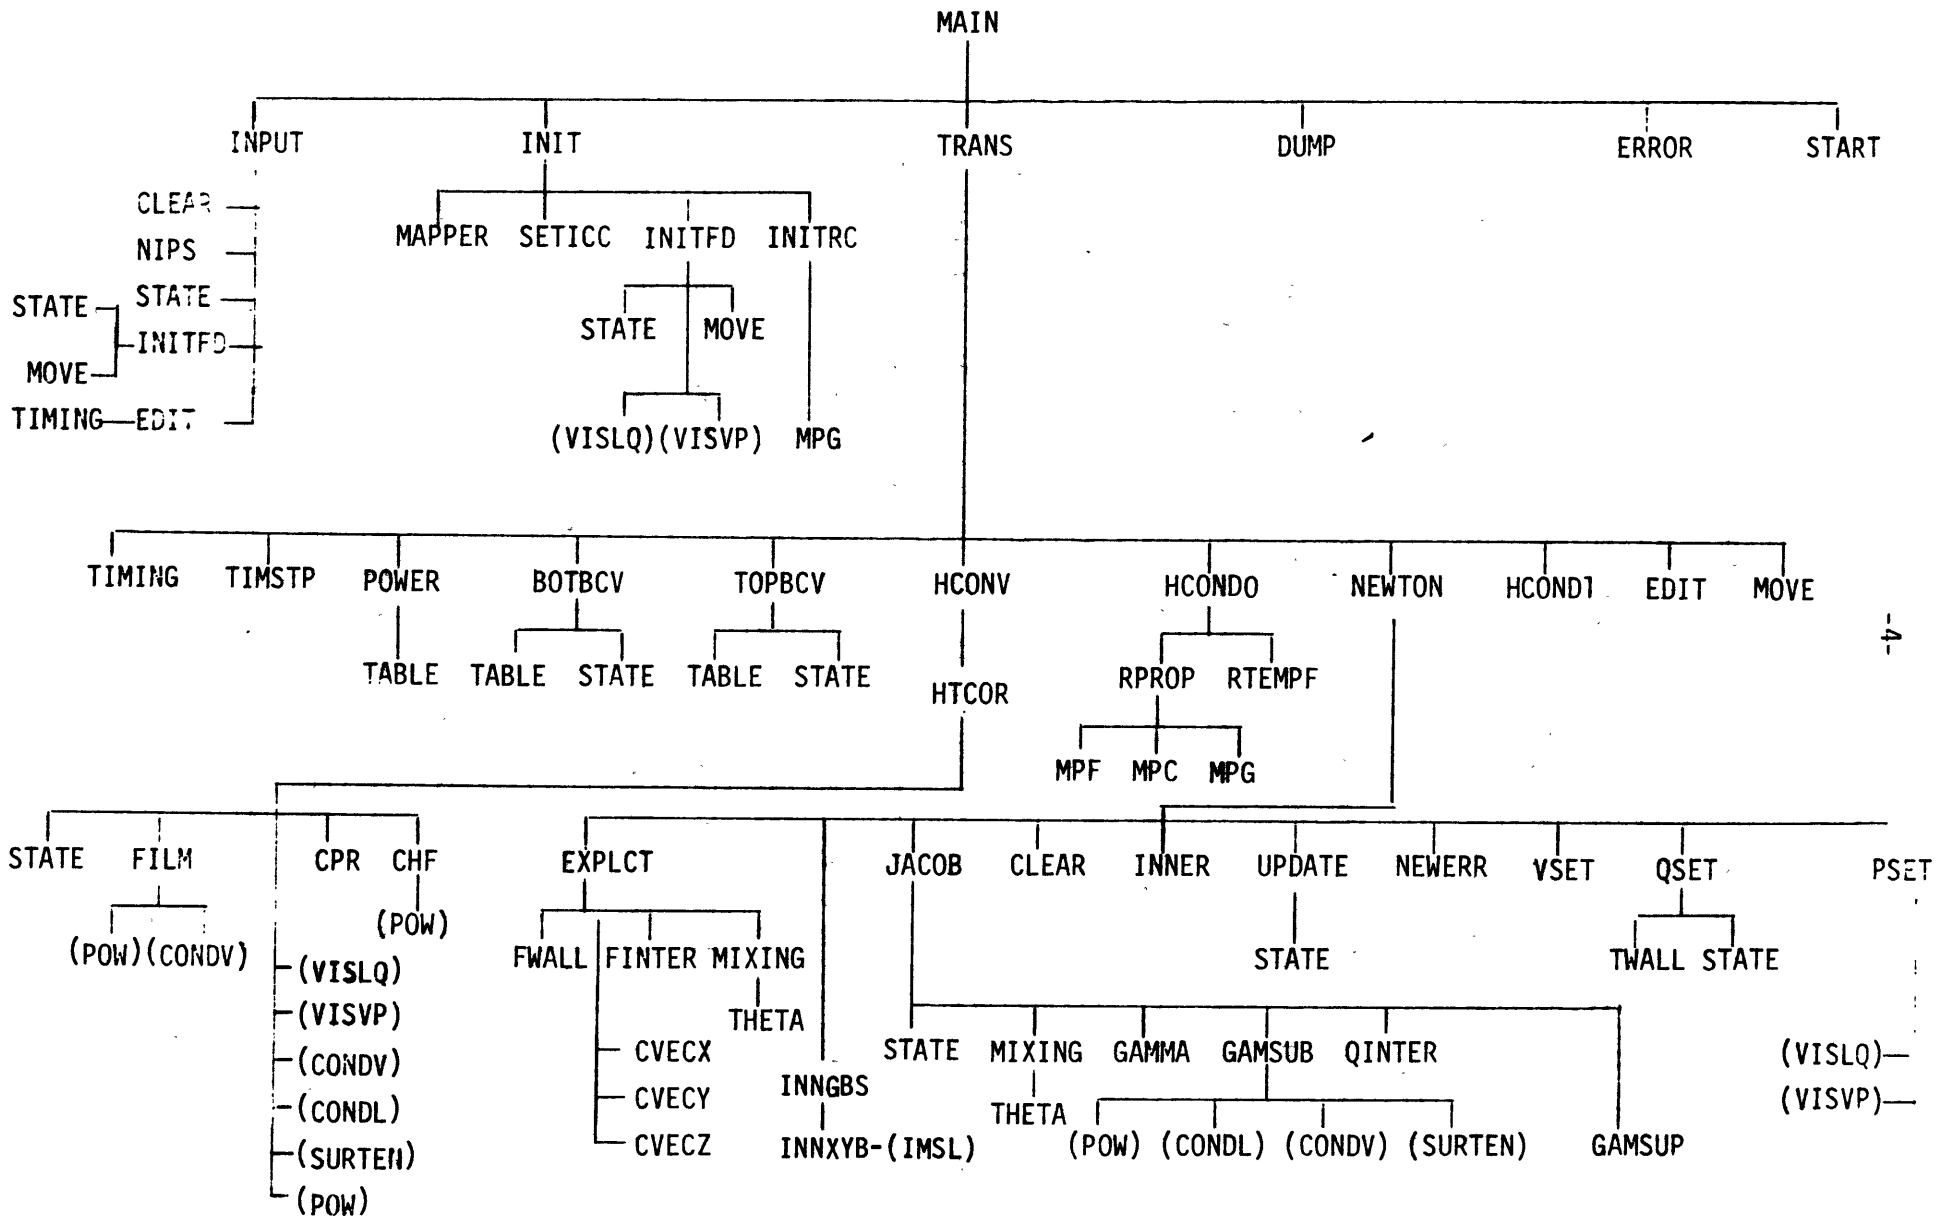 MAIN
INPUT INIT TRANS DUMP ERROR START
CLEAR
NIPS
STATE
STATE
INITFD
MOVE
TIMING EDIT
MAPPER SETICC INITFD INITRC
STATE MOVE
(VISLQ) (VISVP) MPG
TIMING TIMSTP POWER BOTBCV TOPBCV HCONV HCONDO NEWTON HCOND1 EDIT MOVE
-4-
TABLE TABLE STATE TABLE STATE HTCOR RPROP RTEMPF
MPF MPC MPG
STATE FILM CPR CHF EXPLCT JACOB CLEAR INNER UPDATE NEWERR VSET QSET PSET
(POW)
(POW) (CONDV) FWALL FINTER MIXING STATE TWALL STATE
(VISLQ)
(VISVP) THETA
(CONDV) CVECX STATE MIXING GAMMA GAMSUB QINTER (VISLQ)
(CONDL) CVECY INNGBS THETA (VISVP)
(SURTEN) CVECZ INNXYB-(IMSL) (POW) (CONDL) (CONDV) (SURTEN) GAMSUP
(POW)